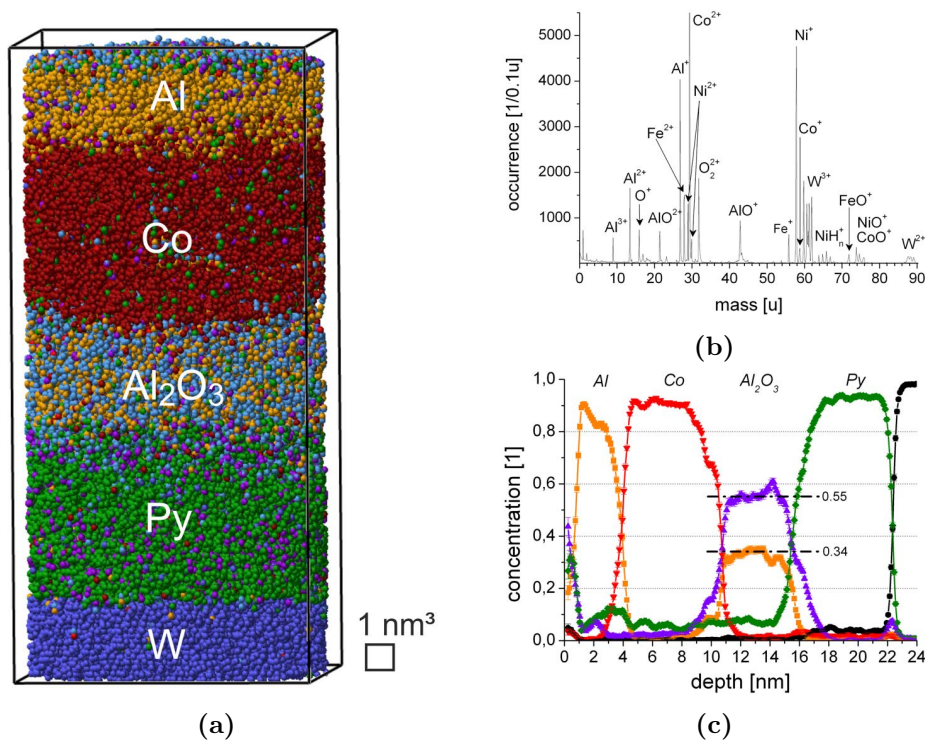 Al
Co
Al₂O₃
Py
W
1 nm³
(a)
occurrence [1/0.1u]
5000
4000
3000
2000
1000
Co²⁺
Ni⁺
Al⁺
Ni²⁺
Fe²⁺
Co⁺
O₂²⁺
Al²⁺
O⁺
W³⁺
Al³⁺
AlO²⁺
AlO⁺
FeO⁺
Fe⁺
NiHₙ⁺
NiO⁺
CoO⁺
W²⁺
0 10 20 30 40 50 60 70 80 90
mass [u]
(b)
Al Co Al₂O₃ Py
concentration [1]
1,0
0,8
0,6
0,4
0,2
0,0
0.55
0.34
0 2 4 6 8 10 12 14 16 18 20 22 24
depth [nm]
(c)